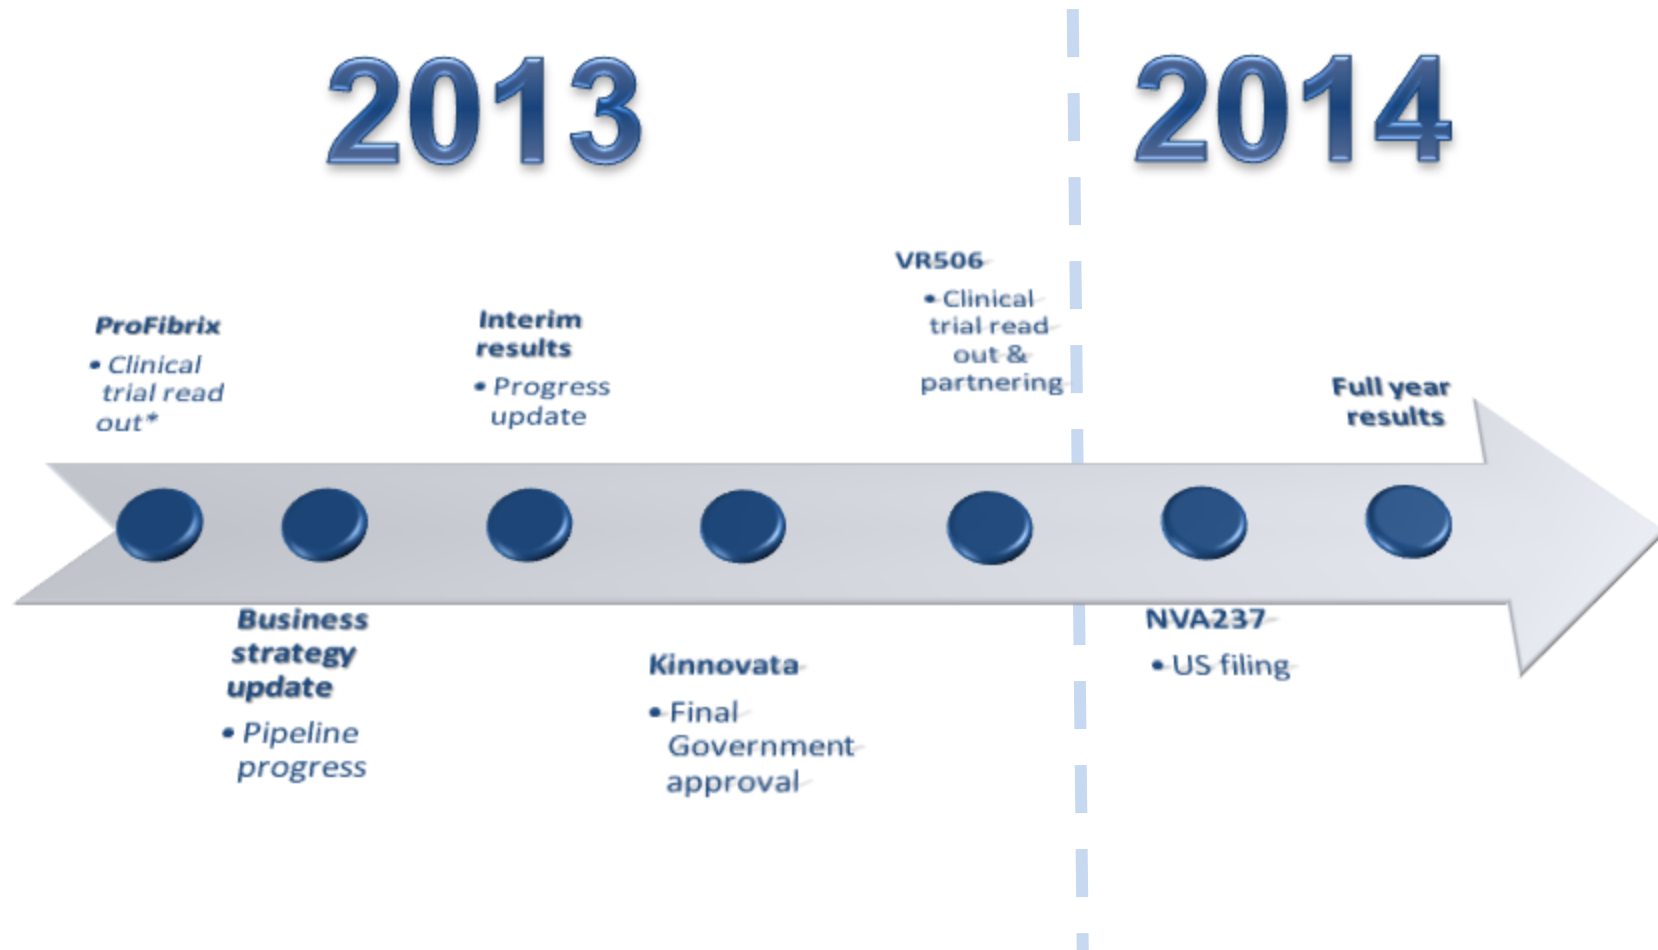 2013
2014
ProFibrix
• Clinical
trial read
out*
Business
strategy
update
• Pipeline
progress
Interim
results
• Progress
update
Kinnovata
• Final
Government
approval
VR506
• Clinical
trial read
out &
partnering
NVA237
• US filing
Full year
results